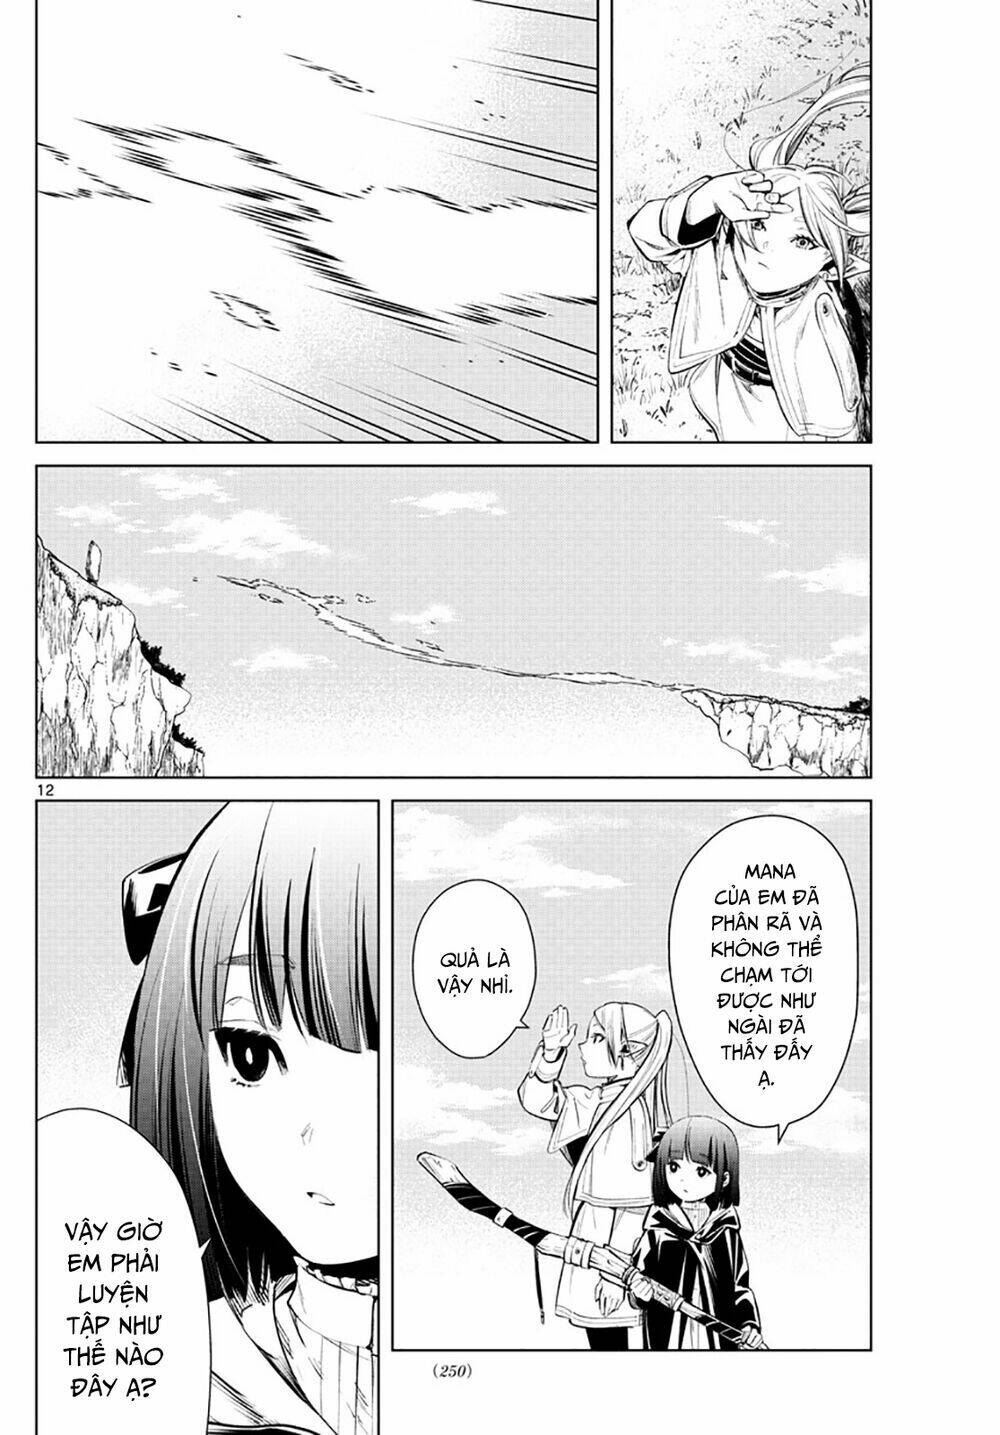 12
MANA
CỦA EM ĐÃ
PHÂN RÃ VÀ
KHÔNG THỂ
CHẠM TỚI
ĐƯỢC NHƯ
NGÀI ĐÃ
THẤY ĐẤY
Ạ.
QUẢ LÀ
VẬY NHỈ.
VẬY GIỜ
EM PHẢI
LUYỆN
TẬP NHƯ
THẾ NÀO
ĐÂY Ạ?
(250)